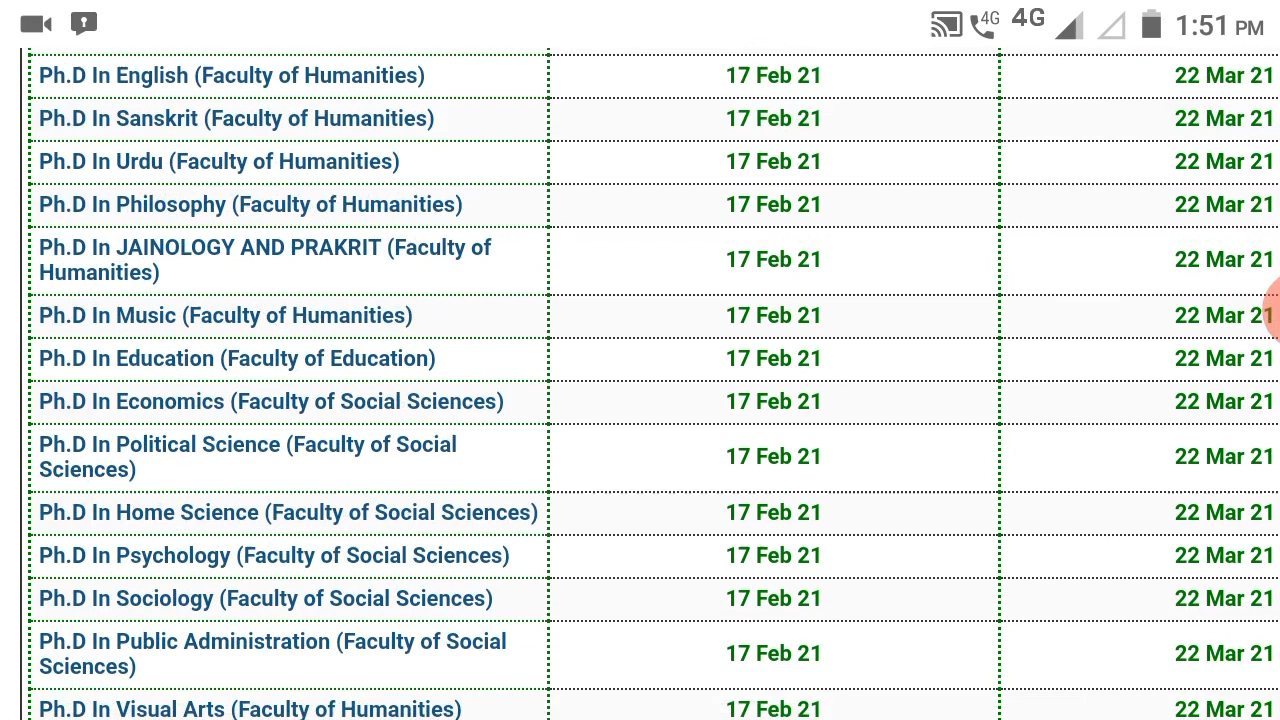 4G 4G 1:51 PM
Ph.D In English (Faculty of Humanities) 17 Feb 21 22 Mar 21
Ph.D In Sanskrit (Faculty of Humanities) 17 Feb 21 22 Mar 21
Ph.D In Urdu (Faculty of Humanities) 17 Feb 21 22 Mar 21
Ph.D In Philosophy (Faculty of Humanities) 17 Feb 21 22 Mar 21
Ph.D In JAINOLOGY AND PRAKRIT (Faculty of
Humanities) 17 Feb 21 22 Mar 21
Ph.D In Music (Faculty of Humanities) 17 Feb 21 22 Mar 21
Ph.D In Education (Faculty of Education) 17 Feb 21 22 Mar 21
Ph.D In Economics (Faculty of Social Sciences) 17 Feb 21 22 Mar 21
Ph.D In Political Science (Faculty of Social
Sciences) 17 Feb 21 22 Mar 21
Ph.D In Home Science (Faculty of Social Sciences) 17 Feb 21 22 Mar 21
Ph.D In Psychology (Faculty of Social Sciences) 17 Feb 21 22 Mar 21
Ph.D In Sociology (Faculty of Social Sciences) 17 Feb 21 22 Mar 21
Ph.D In Public Administration (Faculty of Social
Sciences) 17 Feb 21 22 Mar 21
Ph.D In Visual Arts (Faculty of Humanities) 17 Feb 21 22 Mar 21